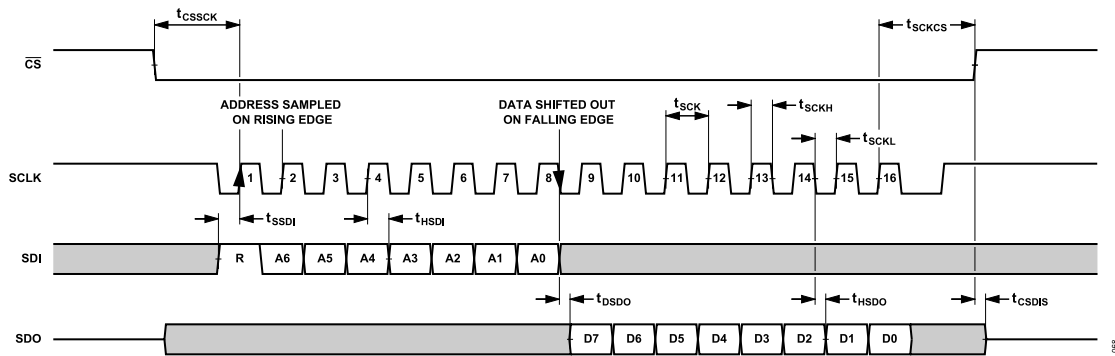 tCSSCK
tSCKCS
CS
ADDRESS SAMPLED
ON RISING EDGE
DATA SHIFTED OUT
ON FALLING EDGE
tSCK
tSCKH
tSCKL
SCLK
1 2 3 4 5 6 7 8 9 10 11 12 13 14 15 16
tSSDI
tHSDI
SDI
R A6 A5 A4 A3 A2 A1 A0
tDSDO
tHSDO
tCSDIS
SDO
D7 D6 D5 D4 D3 D2 D1 D0